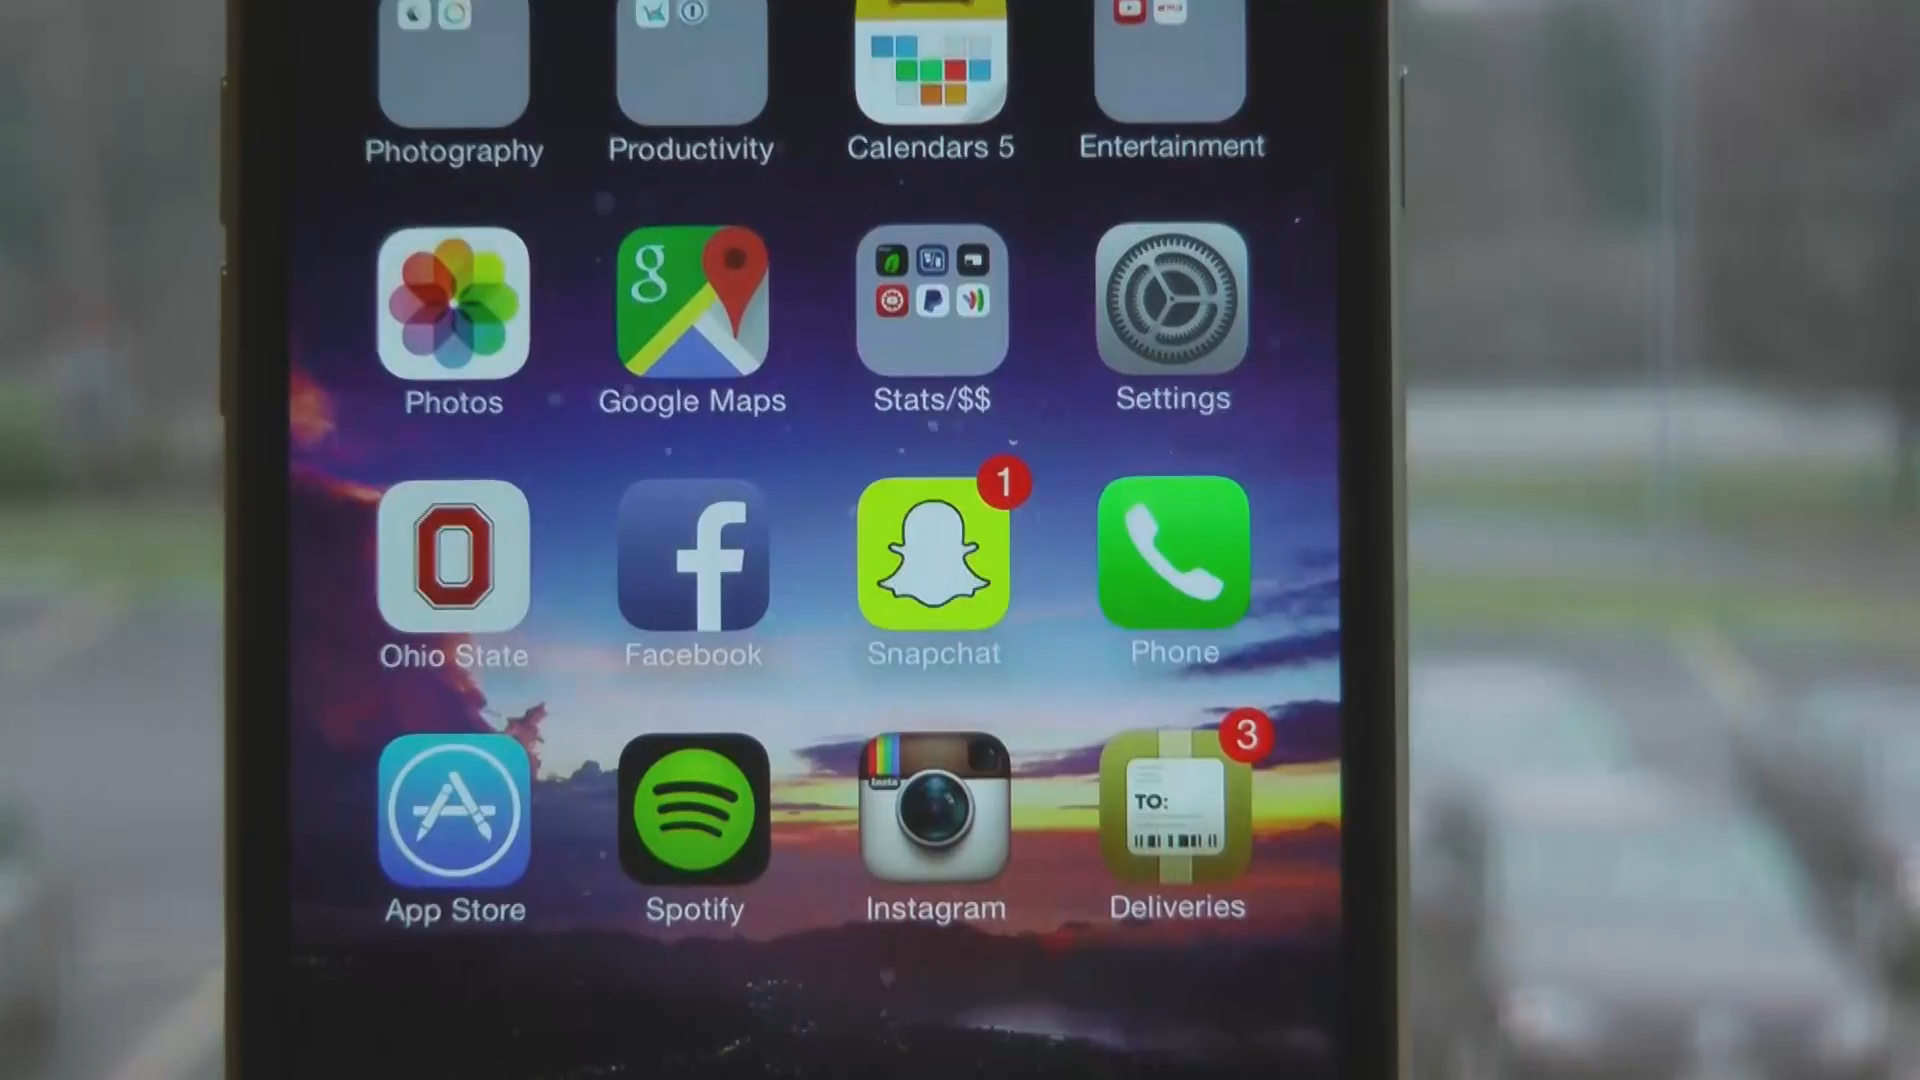 Photography Productivity Calendars 5 Entertainment
g
Photos Google Maps Stats/$$ Settings
1
O f
Ohio State Facebook Snapchat Phone
3
Insta
TO:
App Store Spotify Instagram Deliveries